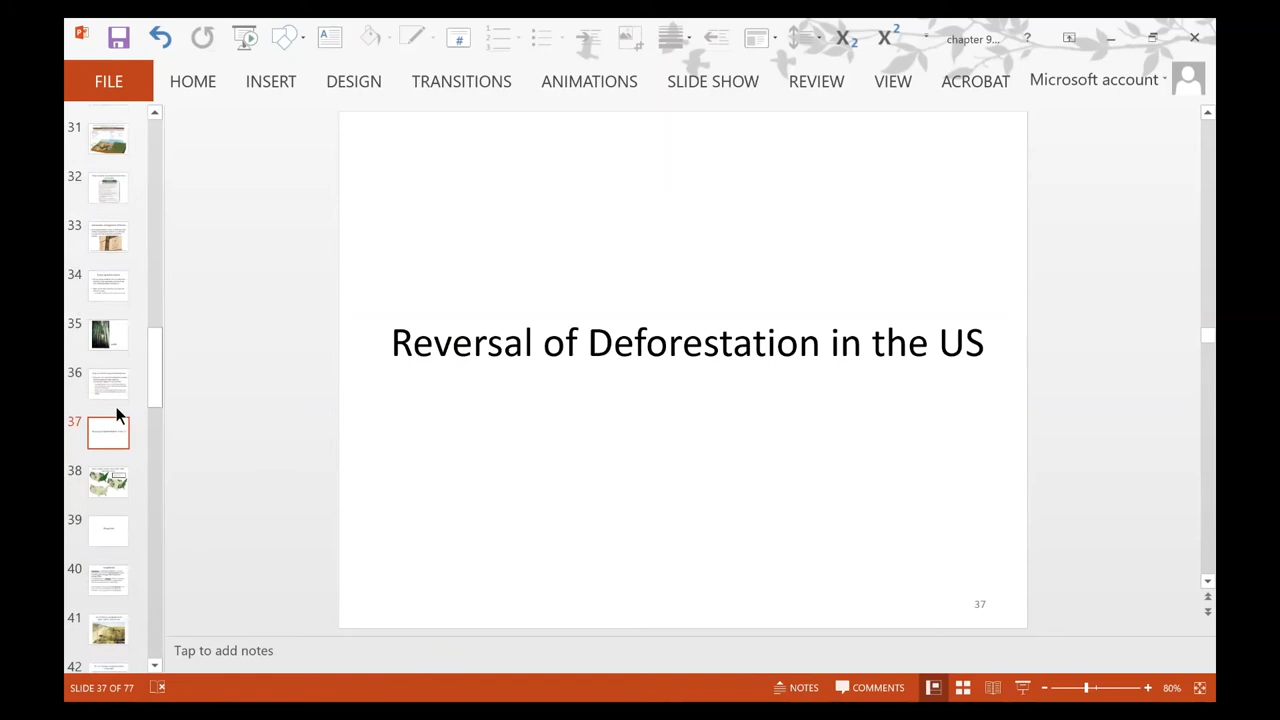 chapter 9...
?
FILE
HOME
INSERT
DESIGN
TRANSITIONS
ANIMATIONS
SLIDE SHOW
REVIEW
VIEW
ACROBAT
Microsoft account
31
32
33
34
35
36
37
38
39
40
41
42
Reversal of Deforestation in the US
37
Tap to add notes
SLIDE 37 OF 77
NOTES
COMMENTS
80%